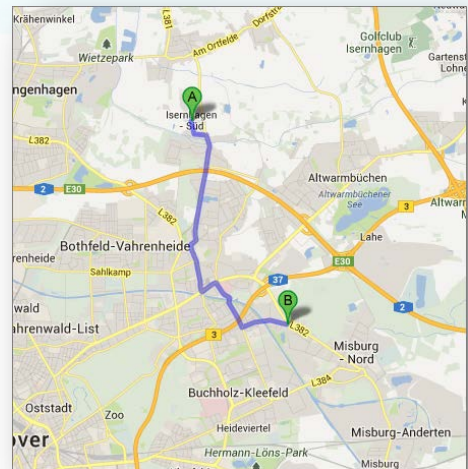 Krähenwinkel
Dorfstr
Golfclub
Isernhagen
Wietzepark
Am Ortfelde
Gartenst
Lohne
ngenhagen
A
Isernhagen
- Süd
L382
Altwarmbüchen
2
E30
Altwarmbüchener
See
L382
3
Altwarm
Lahe
Bothfeld-Vahrenheide
renheide
E30
Sahlkamp
37
2
wald
B
ahrenwald-List
L382
3
Misburg
- Nord
L384
Buchholz-Kleefeld
Oststadt
Zoo
Heideviertel
Misburg-Anderten
over
Hermann-Löns-Park
Misburg